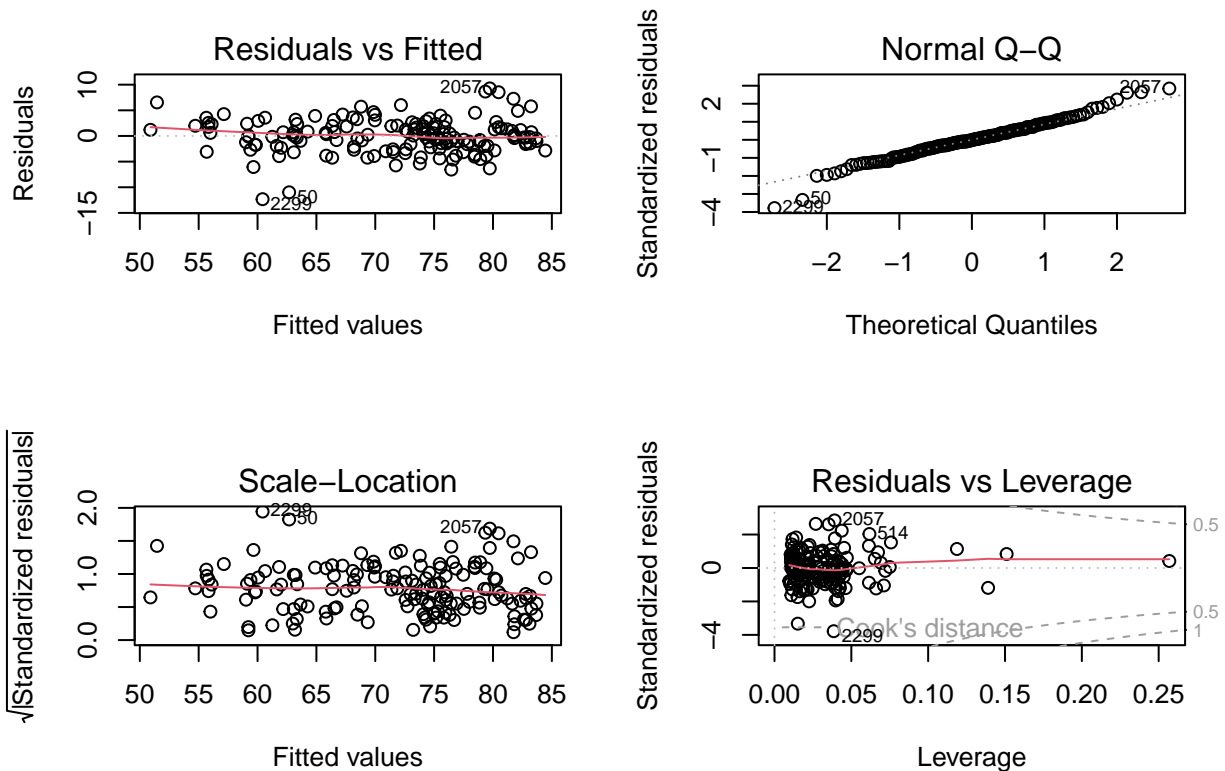 Residuals vs Fitted
Residuals
10
0
−15
2057
50
2299
50 55 60 65 70 75 80 85
Fitted values
Normal Q−Q
Standardized residuals
2
−1
−4
2057
50
2299
−2 −1 0 1 2
Theoretical Quantiles
Scale−Location
√|Standardized residuals|
2.0
1.0
0.0
2299
50
2057
50 55 60 65 70 75 80 85
Fitted values
Residuals vs Leverage
Standardized residuals
0
−4
2057
514
0.5
0.5
1
Cook's distance
2299
0.00 0.05 0.10 0.15 0.20 0.25
Leverage